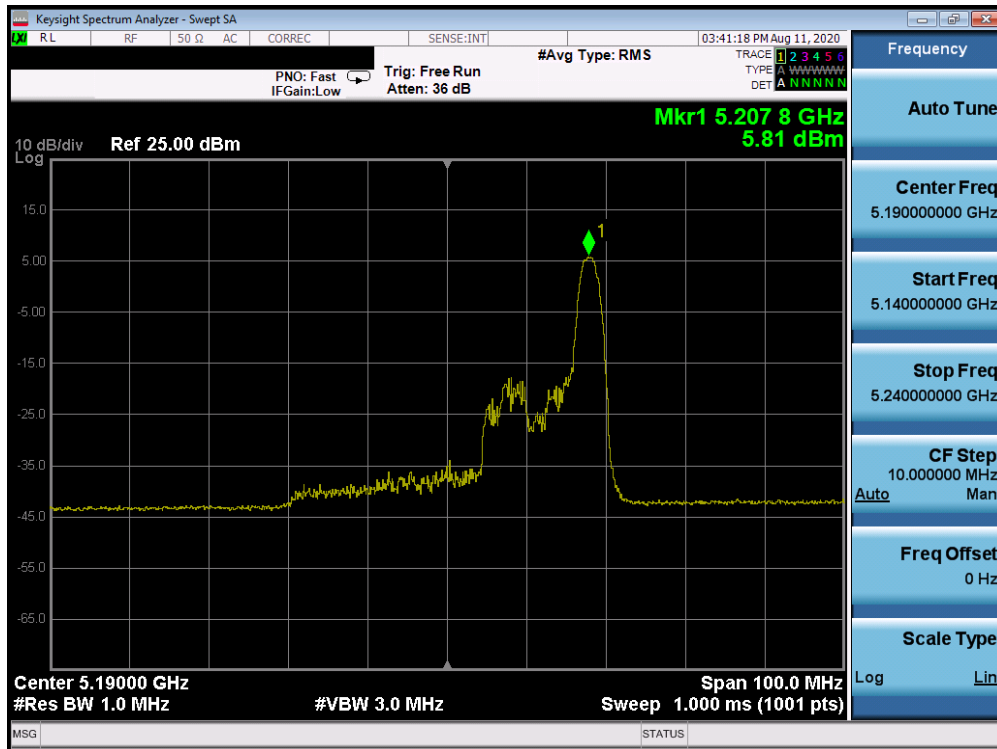 Keysight Spectrum Analyzer - Swept SA
LXI RL RF 50 Ω AC CORREC SENSE:INT 03:41:18 PM Aug 11, 2020
#Avg Type: RMS
PNO: Fast
IFGain:Low
Trig: Free Run
Atten: 36 dB
TRACE 1 2 3 4 5 6
TYPE A WWWWW
DET A N N N N N
Mkr1 5.207 8 GHz
5.81 dBm
10 dB/div
Log
Ref 25.00 dBm
15.0
5.00
-5.00
-15.0
-25.0
-35.0
-45.0
-55.0
-65.0
1
Center 5.19000 GHz
Span 100.0 MHz
#Res BW 1.0 MHz
#VBW 3.0 MHz
Sweep 1.000 ms (1001 pts)
MSG
STATUS
Frequency
Auto Tune
Center Freq
5.190000000 GHz
Start Freq
5.140000000 GHz
Stop Freq
5.240000000 GHz
CF Step
10.000000 MHz
Auto Man
Freq Offset
0 Hz
Scale Type
Log Lin